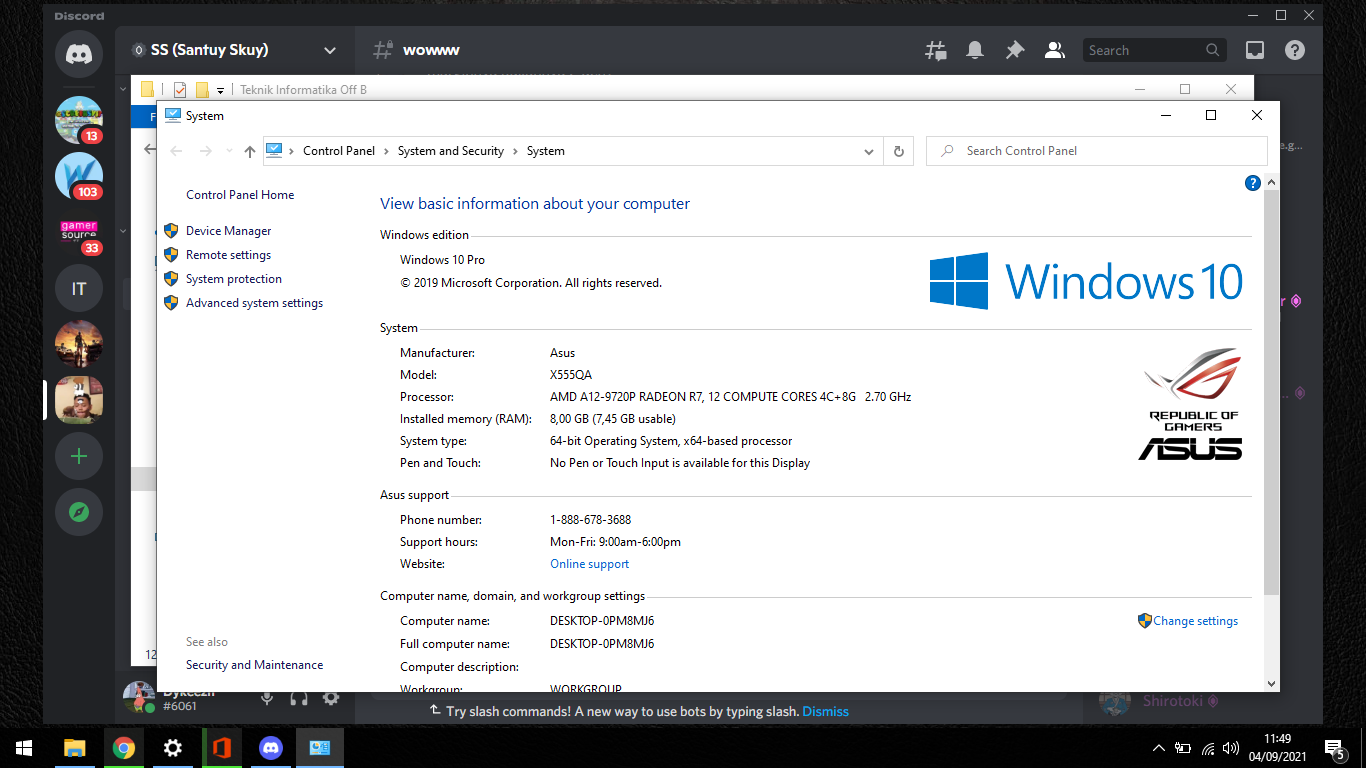 Discord
SS (Santuy Skuy)
wowww
Search
Teknik Informatika Off B
F
System
Control Panel > System and Security > System
Search Control Panel
13
103
gamer
source
33
IT
Control Panel Home
Device Manager
Remote settings
System protection
Advanced system settings
View basic information about your computer
Windows edition
Windows 10 Pro
© 2019 Microsoft Corporation. All rights reserved.
Windows 10
System
Manufacturer: Asus
Model: X555QA
Processor: AMD A12-9720P RADEON R7, 12 COMPUTE CORES 4C+8G 2.70 GHz
Installed memory (RAM): 8,00 GB (7,45 GB usable)
System type: 64-bit Operating System, x64-based processor
Pen and Touch: No Pen or Touch Input is available for this Display
REPUBLIC OF
GAMERS
ASUS
Asus support
Phone number: 1-888-678-3688
Support hours: Mon-Fri: 9:00am-6:00pm
Website: Online support
Computer name, domain, and workgroup settings
Computer name: DESKTOP-0PM8MJ6
Change settings
Full computer name: DESKTOP-0PM8MJ6
Computer description:
Workgroup: WORKGROUP
See also
Security and Maintenance
12
#6061
Try slash commands! A new way to use bots by typing slash. Dismiss
Shirotoki
11:49
04/09/2021
5